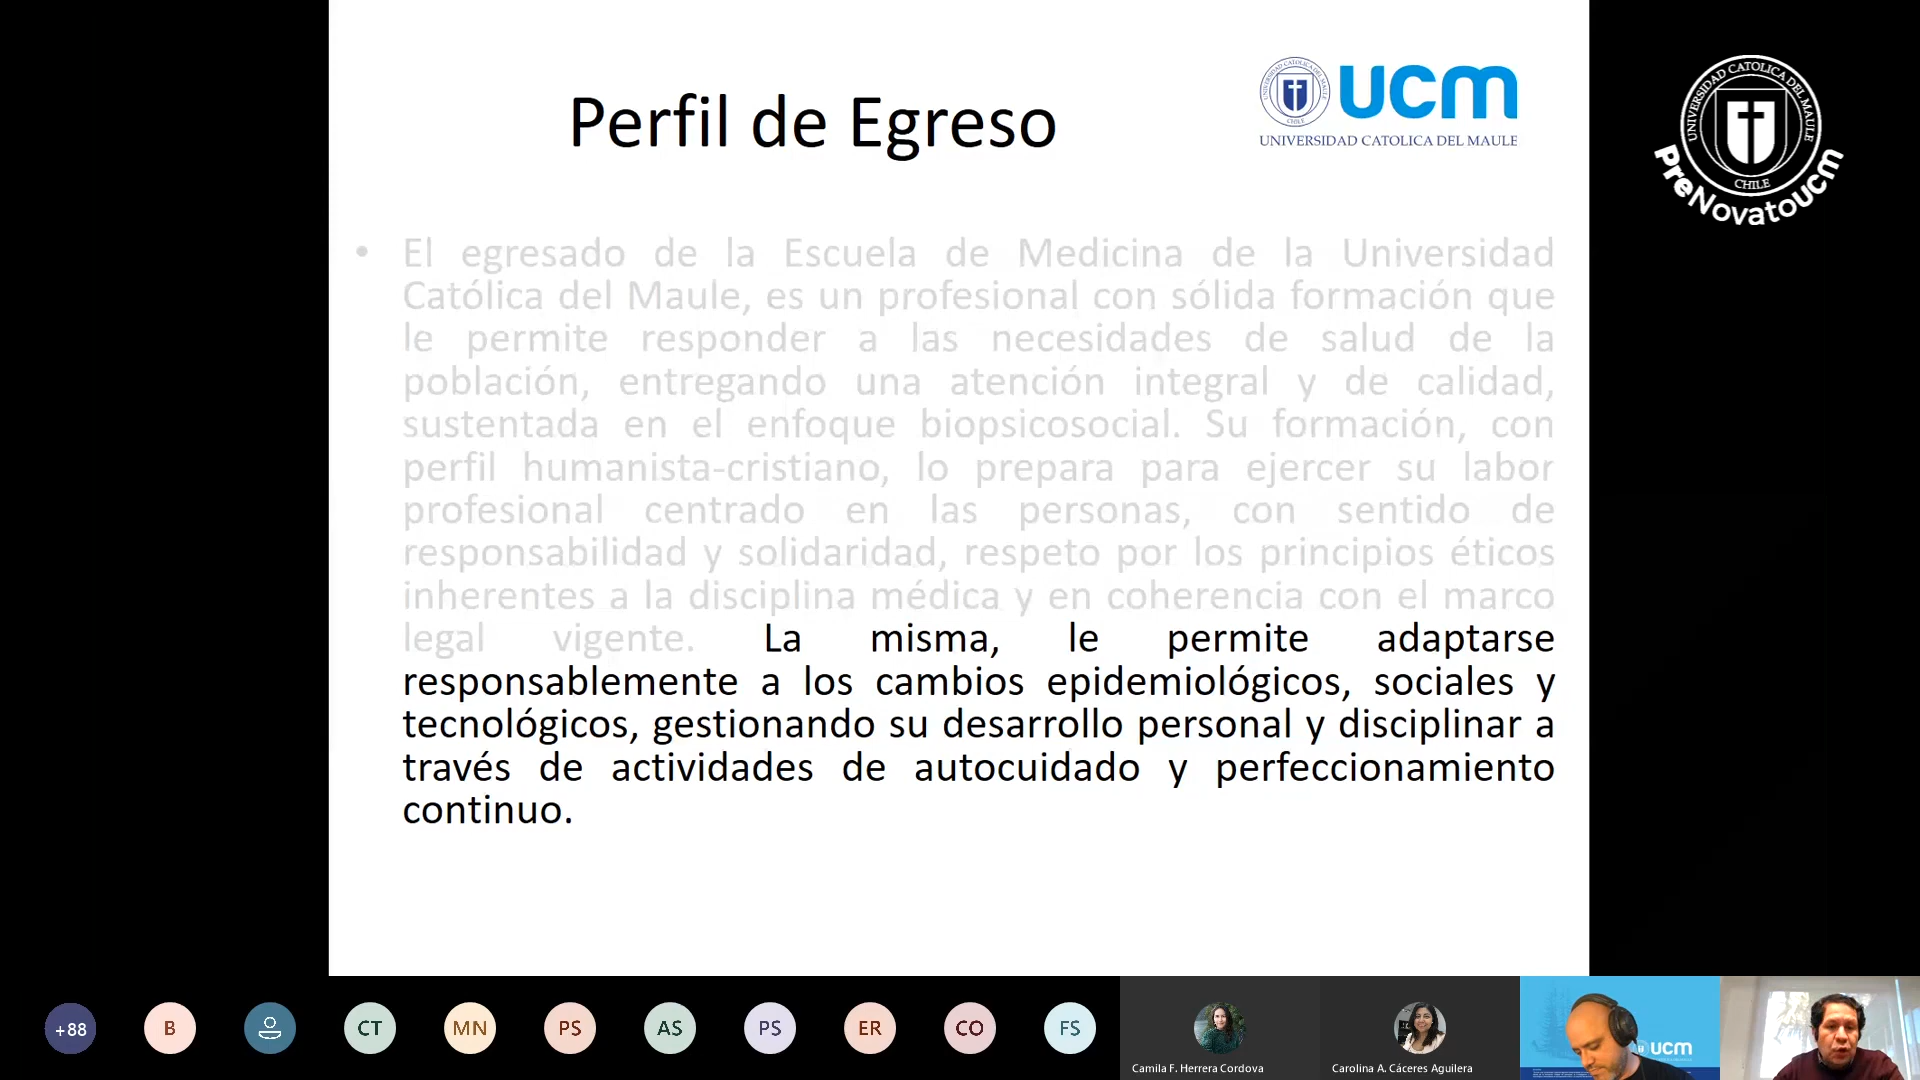 Perfil de Egreso
UNIVERSIDAD CATOLICA DEL MAULE
CHILE
ucm
UNIVERSIDAD CATOLICA DEL MAULE
UNIVERSIDAD CATOLICA DEL MAULE
CHILE
PreNovatoucm
• El egresado de la Escuela de Medicina de la Universidad
Católica del Maule, es un profesional con sólida formación que
le permite responder a las necesidades de salud de la
población, entregando una atención integral y de calidad,
sustentada en el enfoque biopsicosocial. Su formación, con
perfil humanista-cristiano, lo prepara para ejercer su labor
profesional centrado en las personas, con sentido de
responsabilidad y solidaridad, respeto por los principios éticos
inherentes a la disciplina médica y en coherencia con el marco
legal vigente. La misma, le permite adaptarse
responsablemente a los cambios epidemiológicos, sociales y
tecnológicos, gestionando su desarrollo personal y disciplinar a
través de actividades de autocuidado y perfeccionamiento
continuo.
+88
B
CT
MN
PS
AS
PS
ER
CO
FS
Camila F. Herrera Cordova
Carolina A. Cáceres Aguilera
ucm